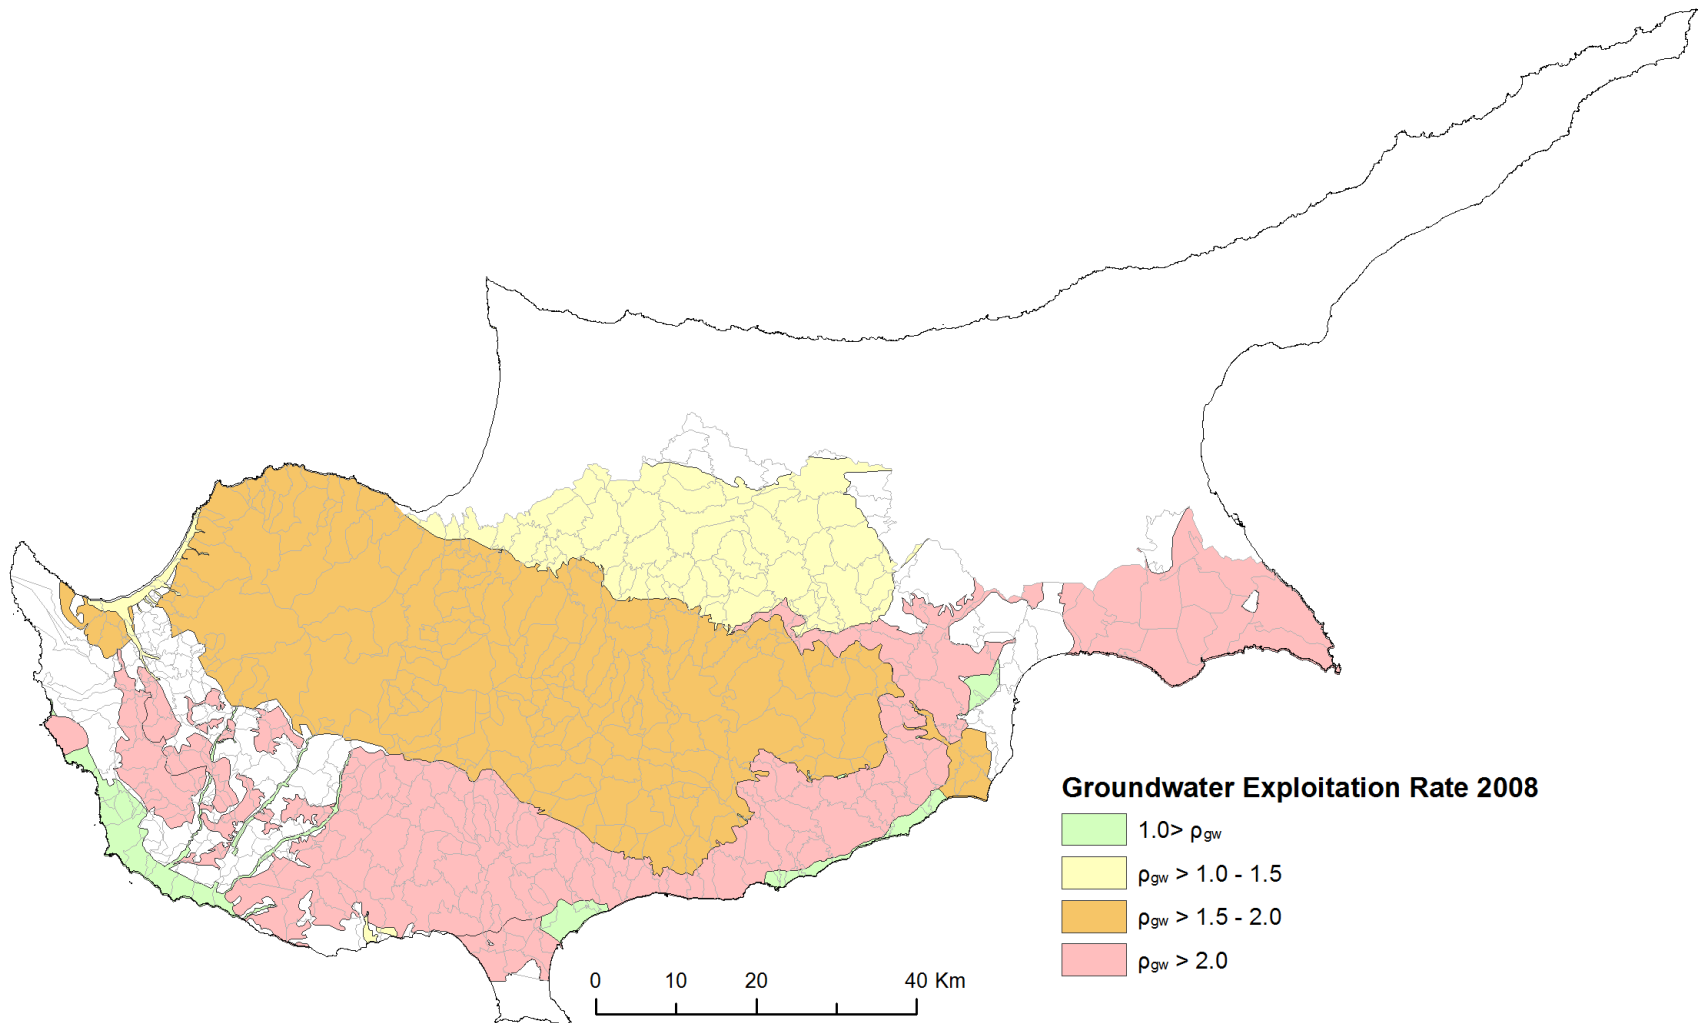 Groundwater Exploitation Rate 2008
1.0> ρgw
ρgw > 1.0 - 1.5
ρgw > 1.5 - 2.0
ρgw > 2.0
0 10 20 40 Km